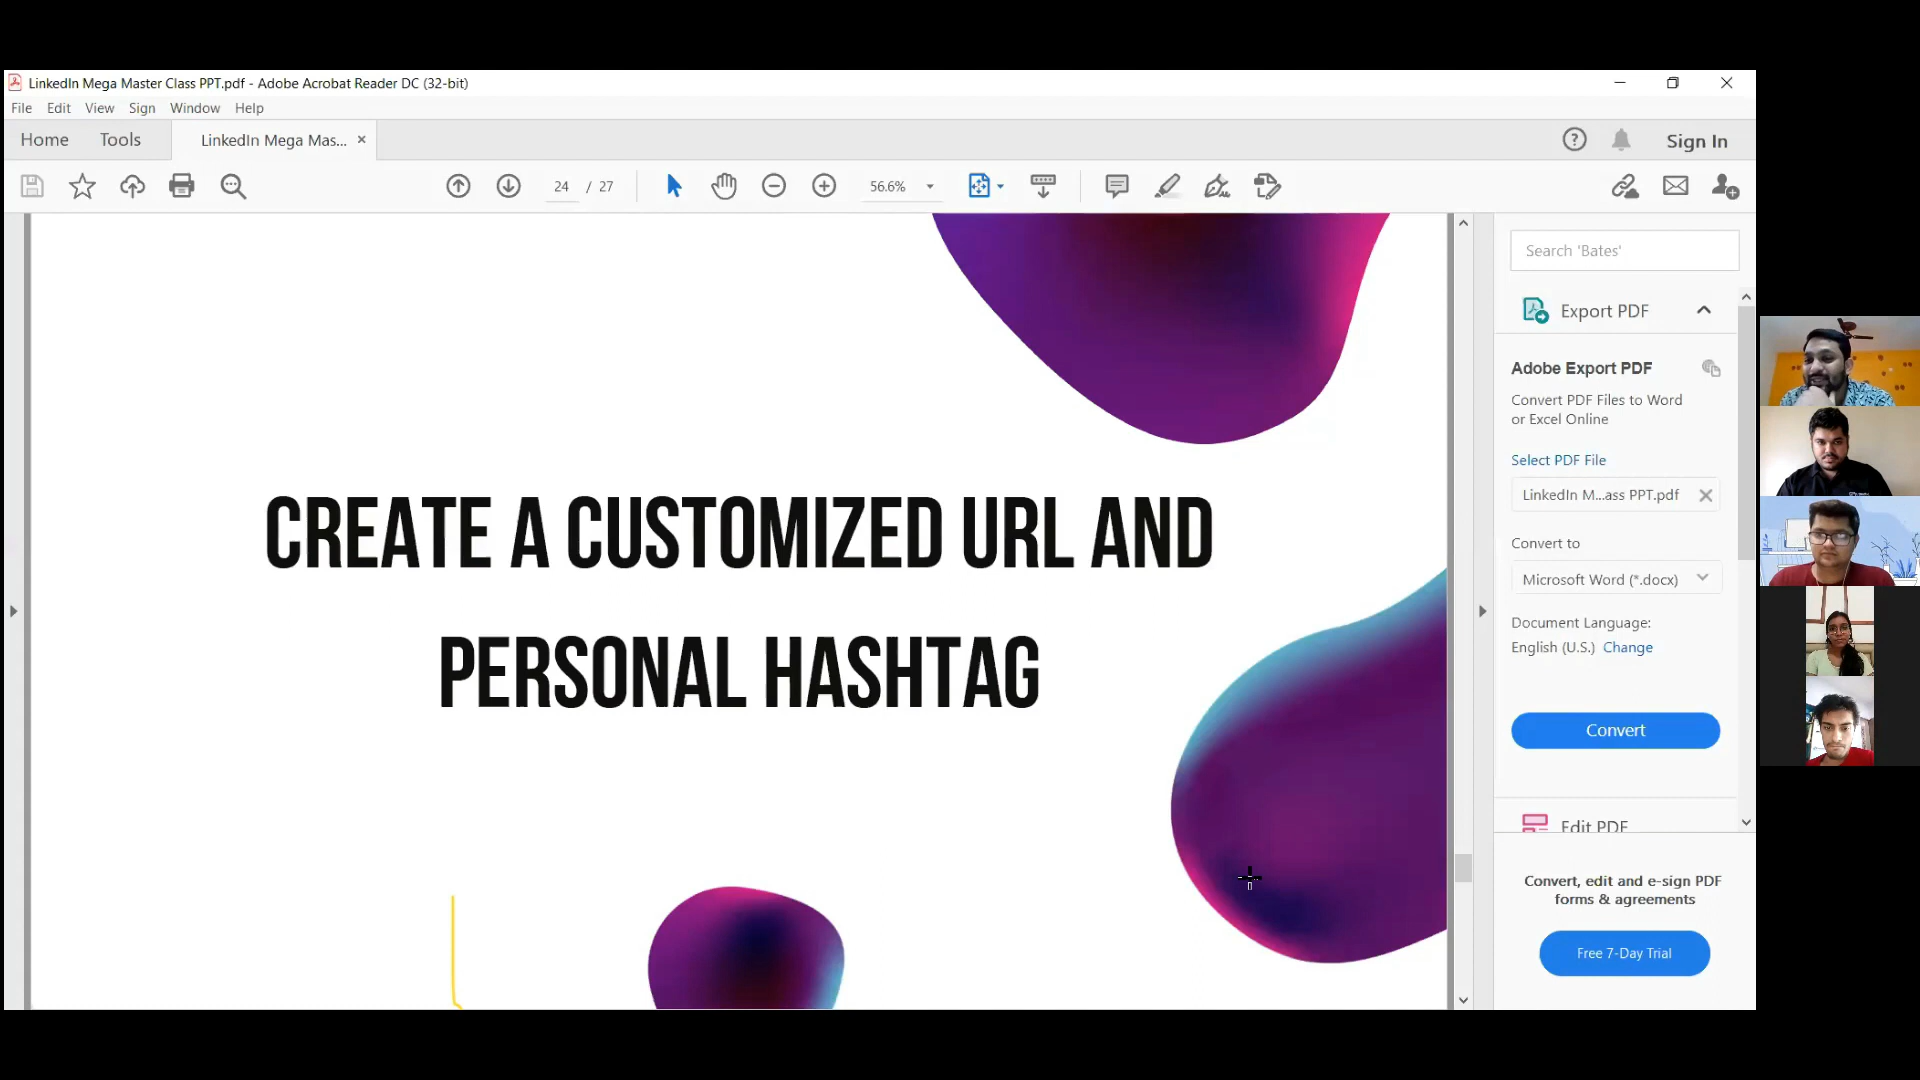 LinkedIn Mega Master Class PPT.pdf - Adobe Acrobat Reader DC (32-bit)
File Edit View Sign Window Help
Home Tools LinkedIn Mega Mas... Sign In
24 / 27 56.6%
Search 'Bates'
Export PDF
Adobe Export PDF
Convert PDF Files to Word
or Excel Online
Select PDF File
LinkedIn M...ass PPT.pdf
Convert to
Microsoft Word (*.docx)
Document Language:
English (U.S.) Change
Convert
Edit PDF
Convert, edit and e-sign PDF
forms & agreements
Free 7-Day Trial
CREATE A CUSTOMIZED URL AND
PERSONAL HASHTAG